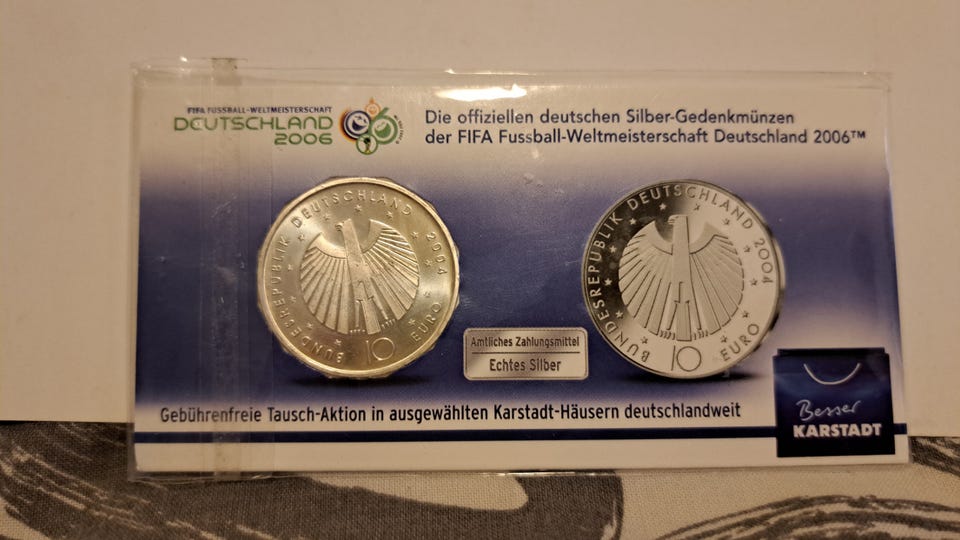 FIFA FUSSBALL-WELTMEISTERSCHAFT
DEUTSCHLAND
2006
Die offiziellen deutschen Silber-Gedenkmünzen
der FIFA Fussball-Weltmeisterschaft Deutschland 2006™
BUNDESREPUBLIK DEUTSCHLAND 2004
10 EURO
BUNDESREPUBLIK DEUTSCHLAND 2004
10 EURO
Amtliches Zahlungsmittel
Echtes Silber
Gebührenfreie Tausch-Aktion in ausgewählten Karstadt-Häusern deutschlandweit
Besser
KARSTADT